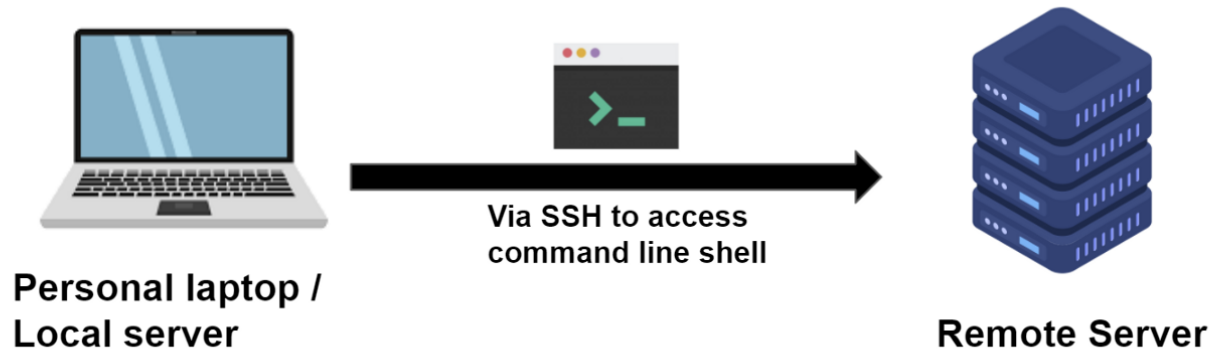 Via SSH to access
command line shell
Personal laptop /
Local server
Remote Server